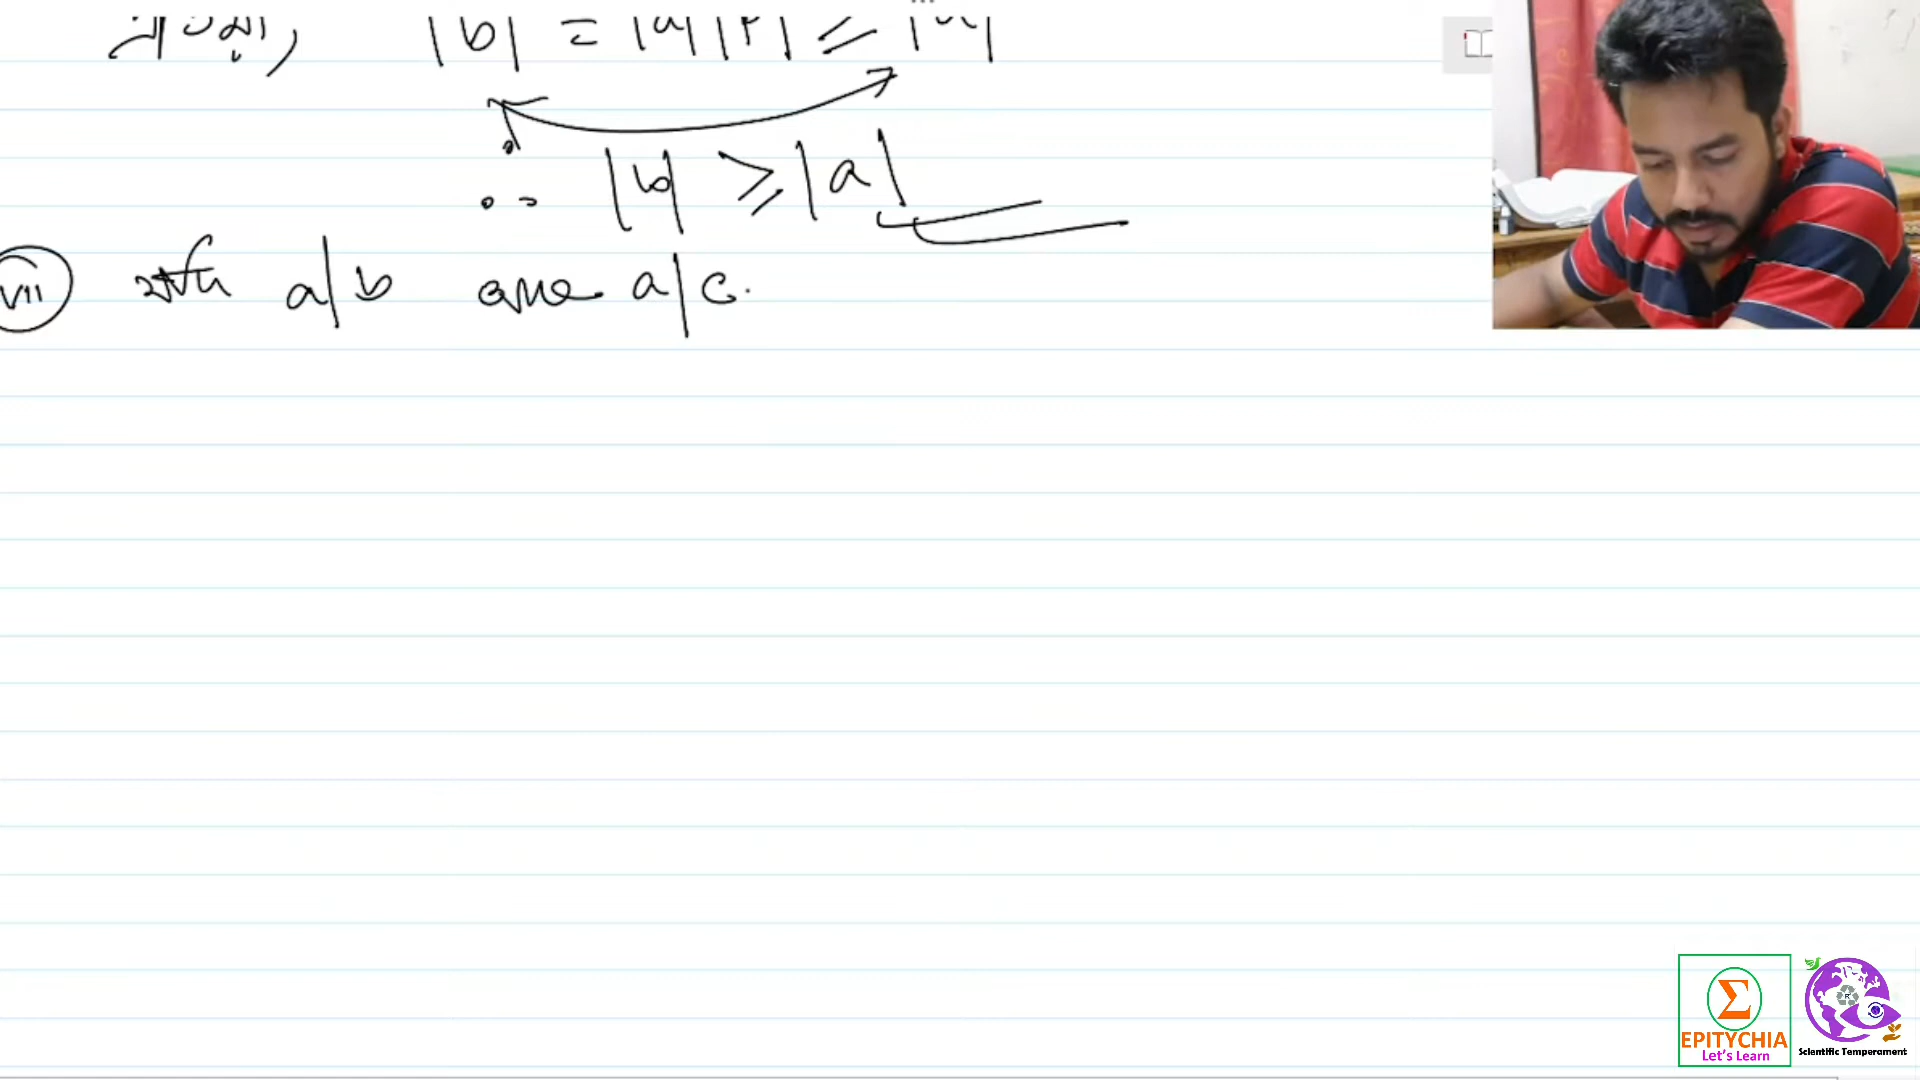 |b| = |a||p| ≥ |a|
∴ |b| ≥ |a|
vii যদি a|b এবং a|c.
Σ
EPITYCHIA
Let's Learn
Scientific Temperament